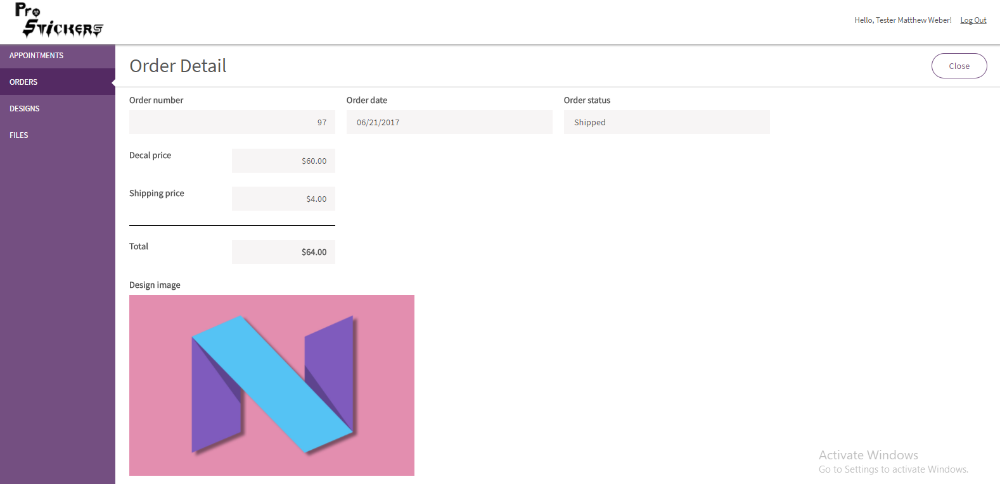 Pro
Stickers
Hello, Tester Matthew Weber! Log Out
APPOINTMENTS
ORDERS
DESIGNS
FILES
Order Detail
Close
Order number
97
Order date
06/21/2017
Order status
Shipped
Decal price
$60.00
Shipping price
$4.00
Total
$64.00
Design image
Activate Windows
Go to Settings to activate Windows.